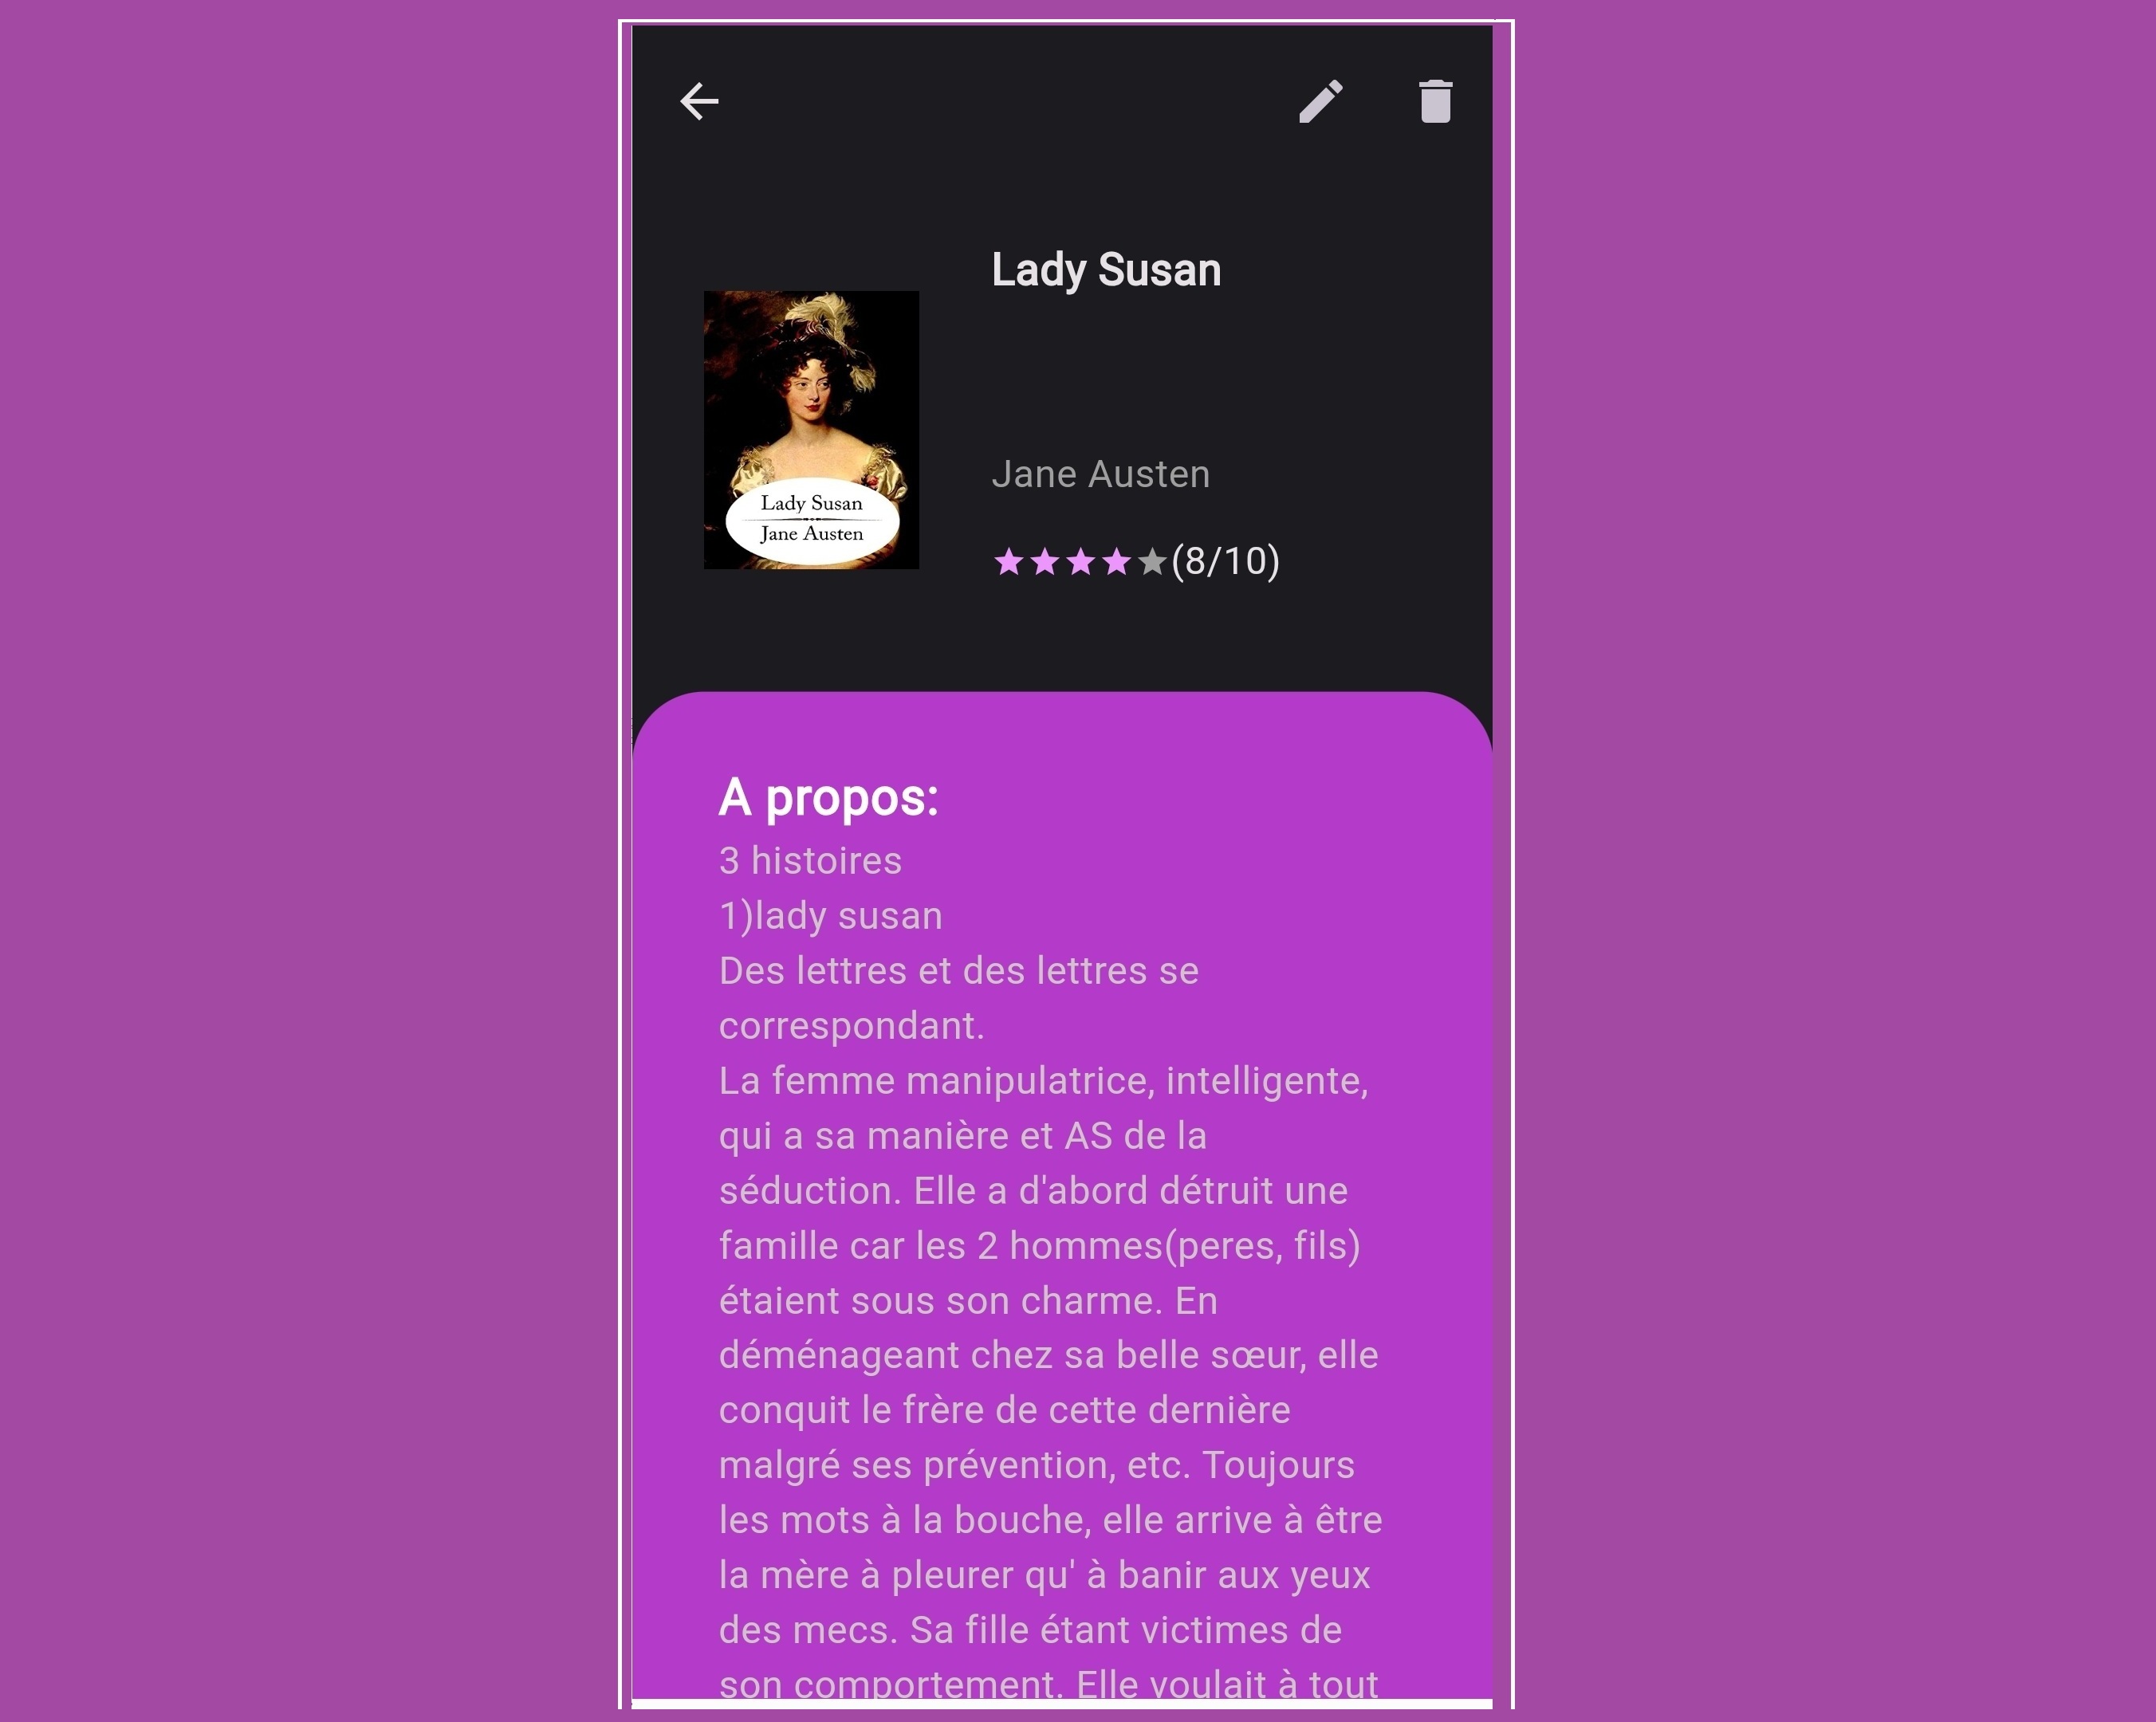 Lady Susan
Lady Susan
Jane Austen
Jane Austen
(8/10)
A propos:
3 histoires
1)lady susan
Des lettres et des lettres se
correspondant.
La femme manipulatrice, intelligente,
qui a sa manière et AS de la
séduction. Elle a d'abord détruit une
famille car les 2 hommes(peres, fils)
étaient sous son charme. En
déménageant chez sa belle sœur, elle
conquit le frère de cette dernière
malgré ses prévention, etc. Toujours
les mots à la bouche, elle arrive à être
la mère à pleurer qu' à banir aux yeux
des mecs. Sa fille étant victimes de
son comportement. Elle voulait à tout